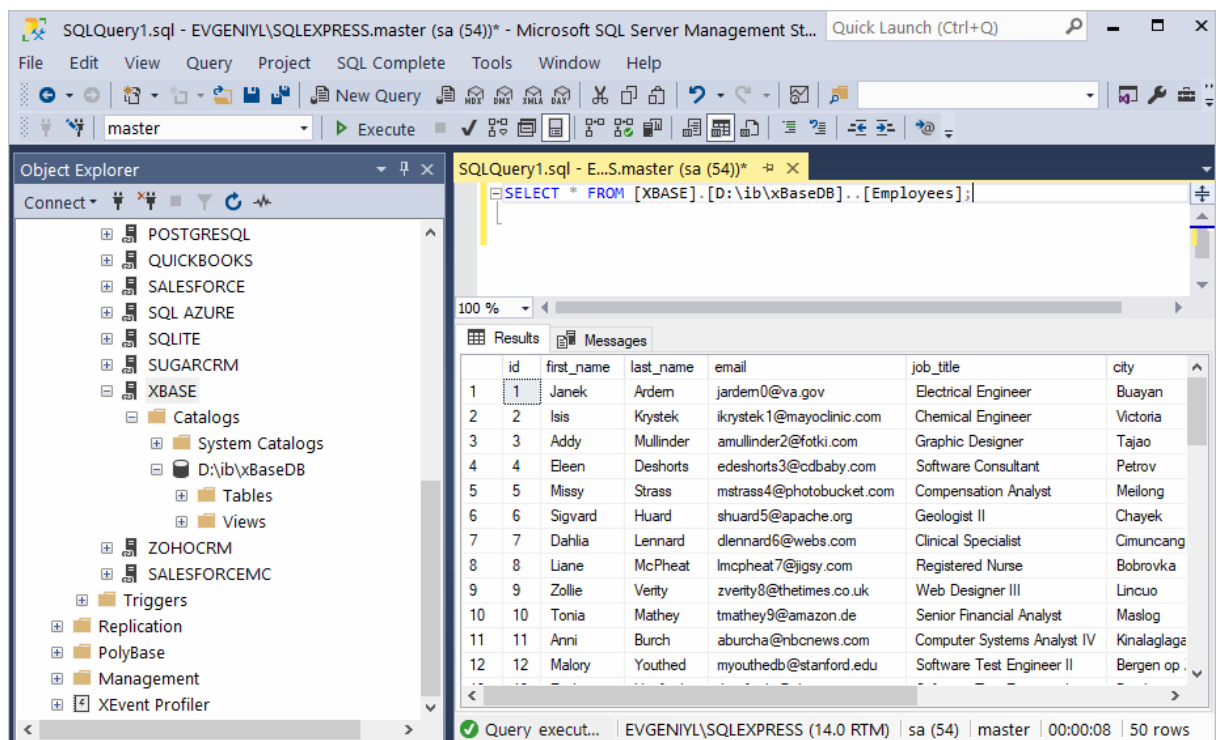 SQLQuery1.sql - EVGENIYL\SQLEXPRESS.master (sa (54))* - Microsoft SQL Server Management St... Quick Launch (Ctrl+Q)
File Edit View Query Project SQL Complete Tools Window Help
New Query MDX DMX XMLA DAX
master Execute
Object Explorer
Connect
POSTGRESQL
QUICKBOOKS
SALESFORCE
SQL AZURE
SQLITE
SUGARCRM
XBASE
Catalogs
System Catalogs
D:\ib\xBaseDB
Tables
Views
ZOHOCRM
SALESFORCEMC
Triggers
Replication
PolyBase
Management
XEvent Profiler
SQLQuery1.sql - E...S.master (sa (54))*
SELECT * FROM [XBASE].[D:\ib\xBaseDB]..[Employees];
100 %
Results Messages
id first_name last_name email job_title city
1 1 Janek Ardern jardern0@va.gov Electrical Engineer Buayan
2 2 Isis Krystek ikrystek1@mayoclinic.com Chemical Engineer Victoria
3 3 Addy Mullinder amullinder2@fotki.com Graphic Designer Tajao
4 4 Eleen Deshorts edeshorts3@cdbaby.com Software Consultant Petrov
5 5 Missy Strass mstrass4@photobucket.com Compensation Analyst Meilong
6 6 Sigvard Huard shuard5@apache.org Geologist II Chayek
7 7 Dahlia Lennard dlennard6@webs.com Clinical Specialist Cimuncang
8 8 Liane McPheat lmcpheat7@jigsy.com Registered Nurse Bobrovka
9 9 Zollie Verity zverity8@thetimes.co.uk Web Designer III Lincuo
10 10 Tonia Mathey tmathey9@amazon.de Senior Financial Analyst Maslog
11 11 Anni Burch aburcha@nbcnews.com Computer Systems Analyst IV Kinalaglaga
12 12 Malory Youthed myouthedb@stanford.edu Software Test Engineer II Bergen op
Query execut... EVGENIYL\SQLEXPRESS (14.0 RTM) sa (54) master 00:00:08 50 rows